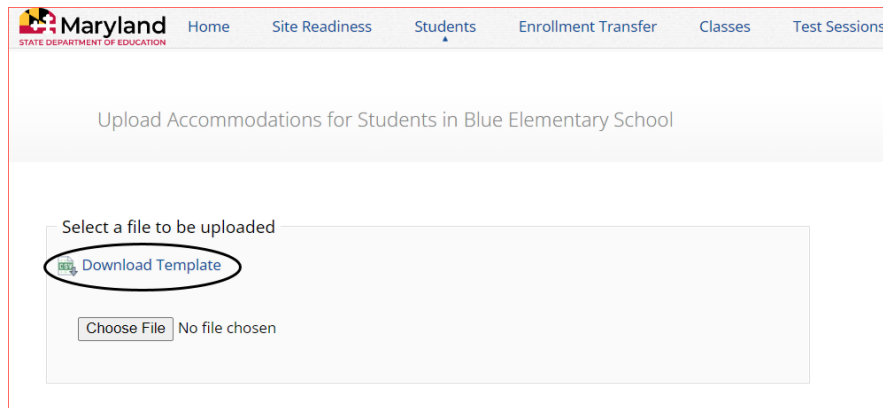 Maryland
STATE DEPARTMENT OF EDUCATION
Home Site Readiness Students Enrollment Transfer Classes Test Sessions
Upload Accommodations for Students in Blue Elementary School
Select a file to be uploaded
CSV Download Template
Choose File No file chosen